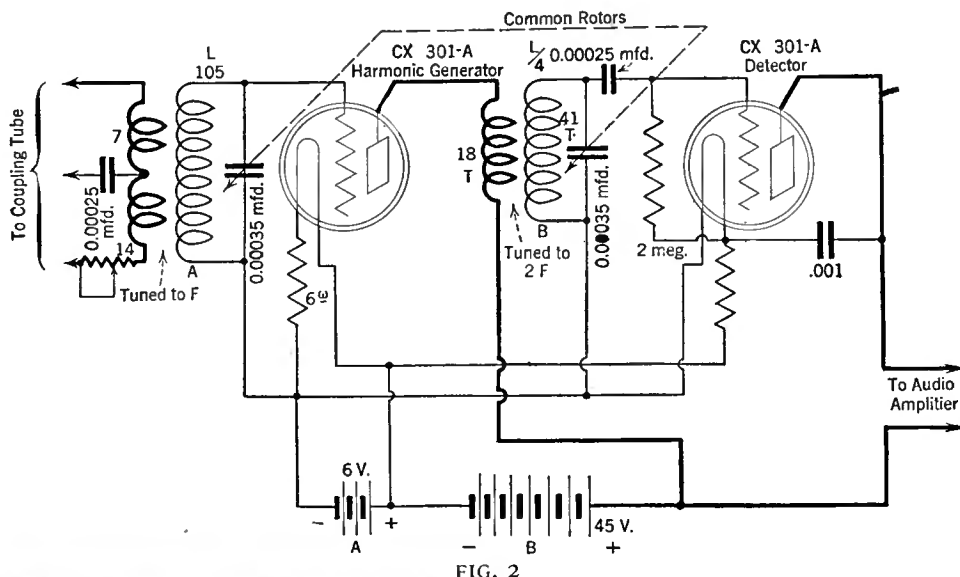 Common Rotors
CX 301-A
Harmonic Generator
L/4
0.00025 mfd.
CX 301-A
Detector
L
105
To Coupling Tube
7
0.00025
mfd.
14
Tuned to F
A
0.00035 mfd.
6 ω
18
T
41
T.
B
Tuned to
2 F
0.00035 mfd.
2 meg.
.001
To Audio
Amplitier
6 V.
- +
A
45 V.
- B +
FIG. 2